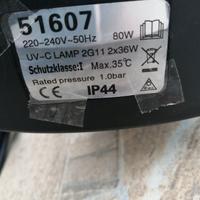 51607
220-240V~50Hz 80W
UV-C LAMP 2G11 2x36W
Schutzklasse:I Max.35℃
Rated pressure 1.0bar
CE IP44